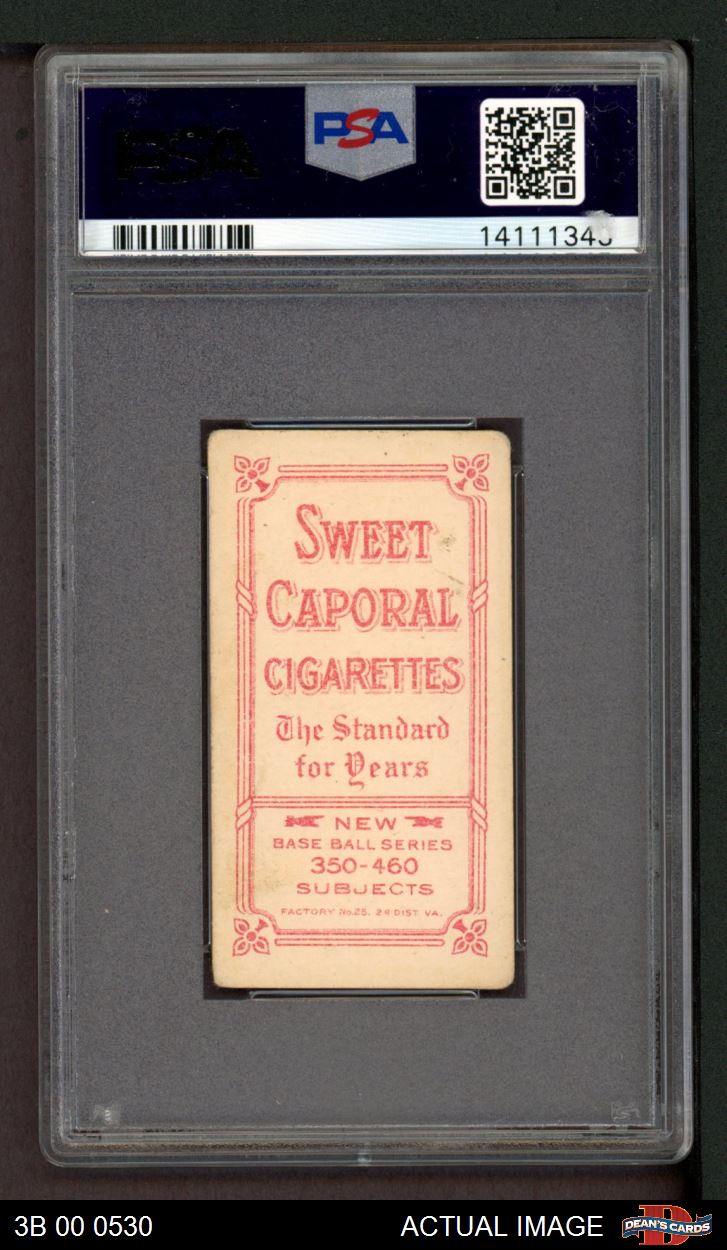 PSA
PSA
14111343
SWEET
CAPORAL
CIGARETTES
The Standard
for Years
NEW
BASE BALL SERIES
350-460
SUBJECTS
FACTORY No.25. 2d DIST. VA.
3B 00 0530
ACTUAL IMAGE
DEAN'S CARDS